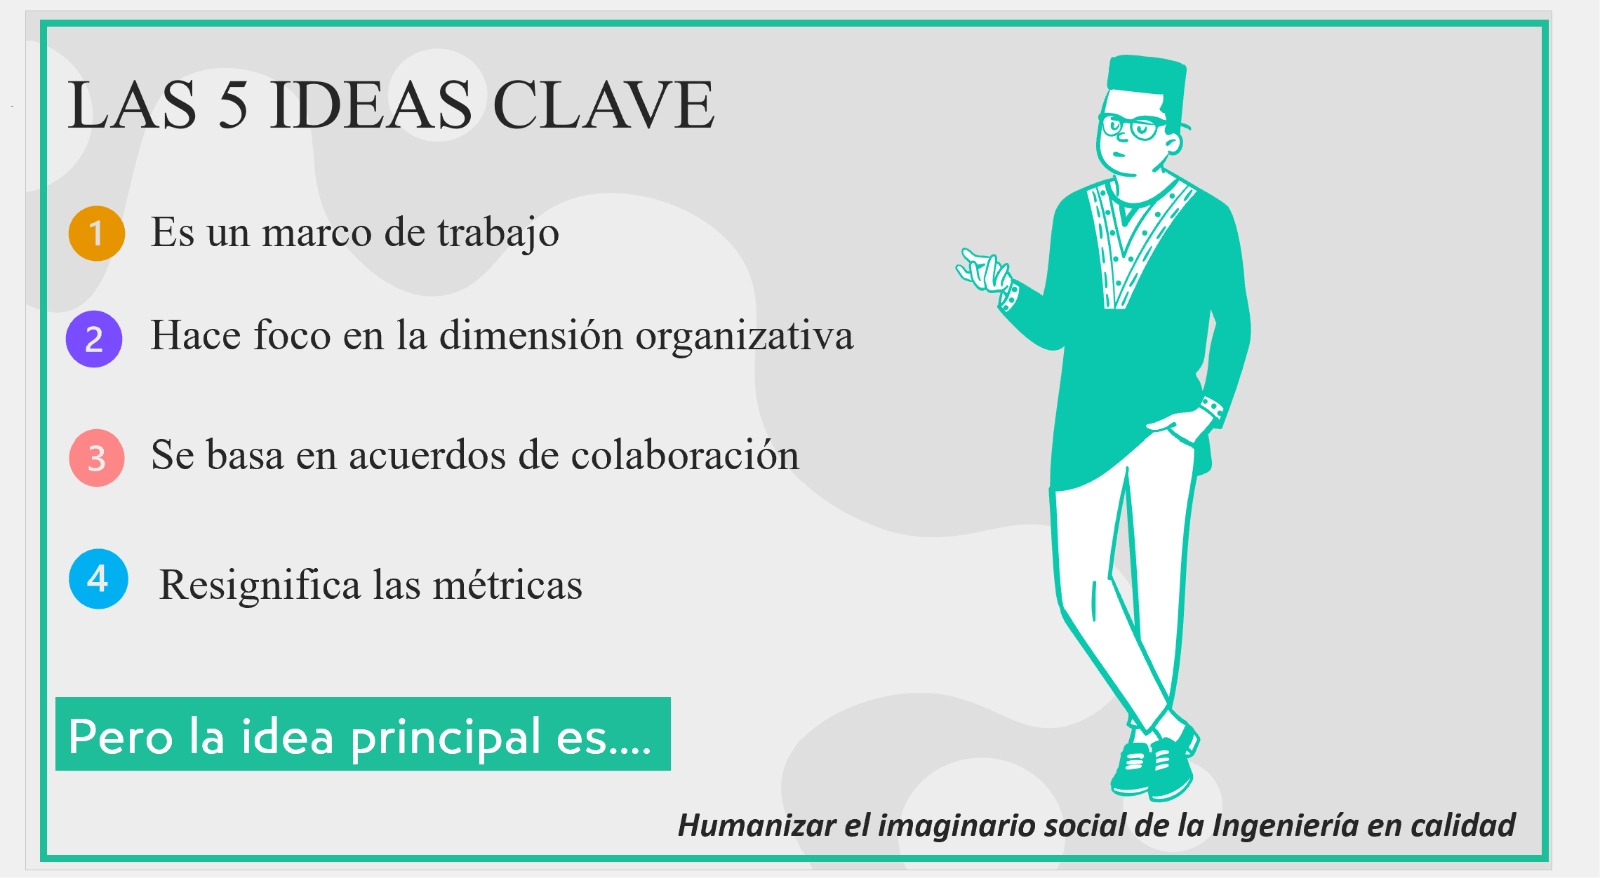 LAS 5 IDEAS CLAVE
1 Es un marco de trabajo
2 Hace foco en la dimensión organizativa
3 Se basa en acuerdos de colaboración
4 Resignifica las métricas
Pero la idea principal es....
Humanizar el imaginario social de la Ingeniería en calidad